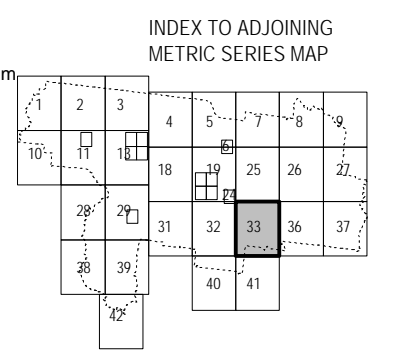 INDEX TO ADJOINING
METRIC SERIES MAP
m
1 2 3 4 5 7 8 9
6
10 11 13 18 19 25 26 27
24
28 29 31 32 33 36 37
38 39 40 41
42